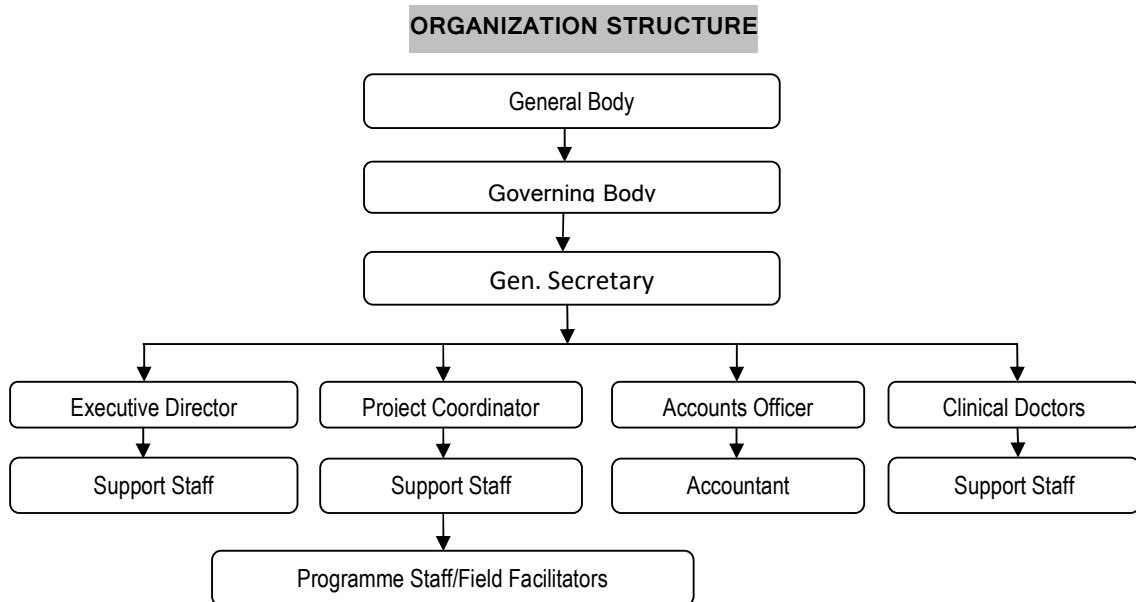 ORGANIZATION STRUCTURE
General Body
Governing Body
Gen. Secretary
Executive Director
Project Coordinator
Accounts Officer
Clinical Doctors
Support Staff
Support Staff
Accountant
Support Staff
Programme Staff/Field Facilitators